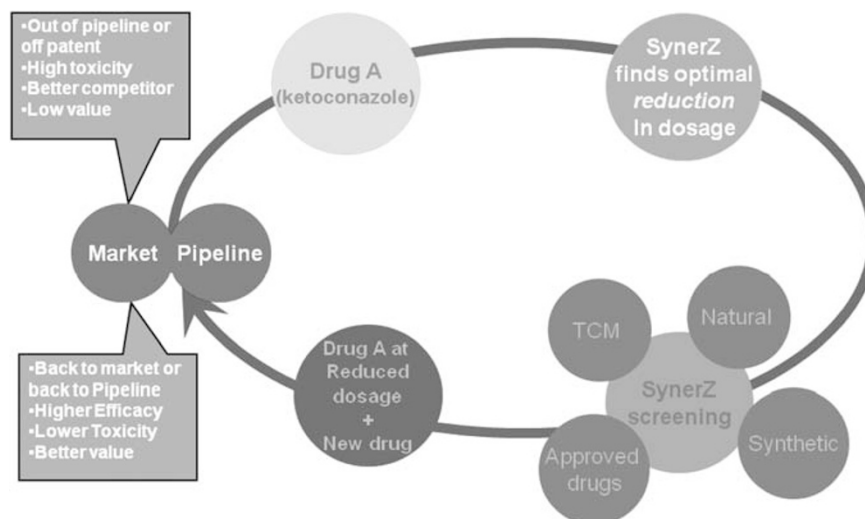 •Out of pipeline or
off patent
•High toxicity
•Better competitor
•Low value
Drug A
(ketoconazole)
SynerZ
finds optimal
reduction
In dosage
Market
Pipeline
TCM
Natural
SynerZ
screening
Approved
drugs
Synthetic
Drug A at
Reduced
dosage
+
New drug
•Back to market or
back to Pipeline
•Higher Efficacy
•Lower Toxicity
•Better value